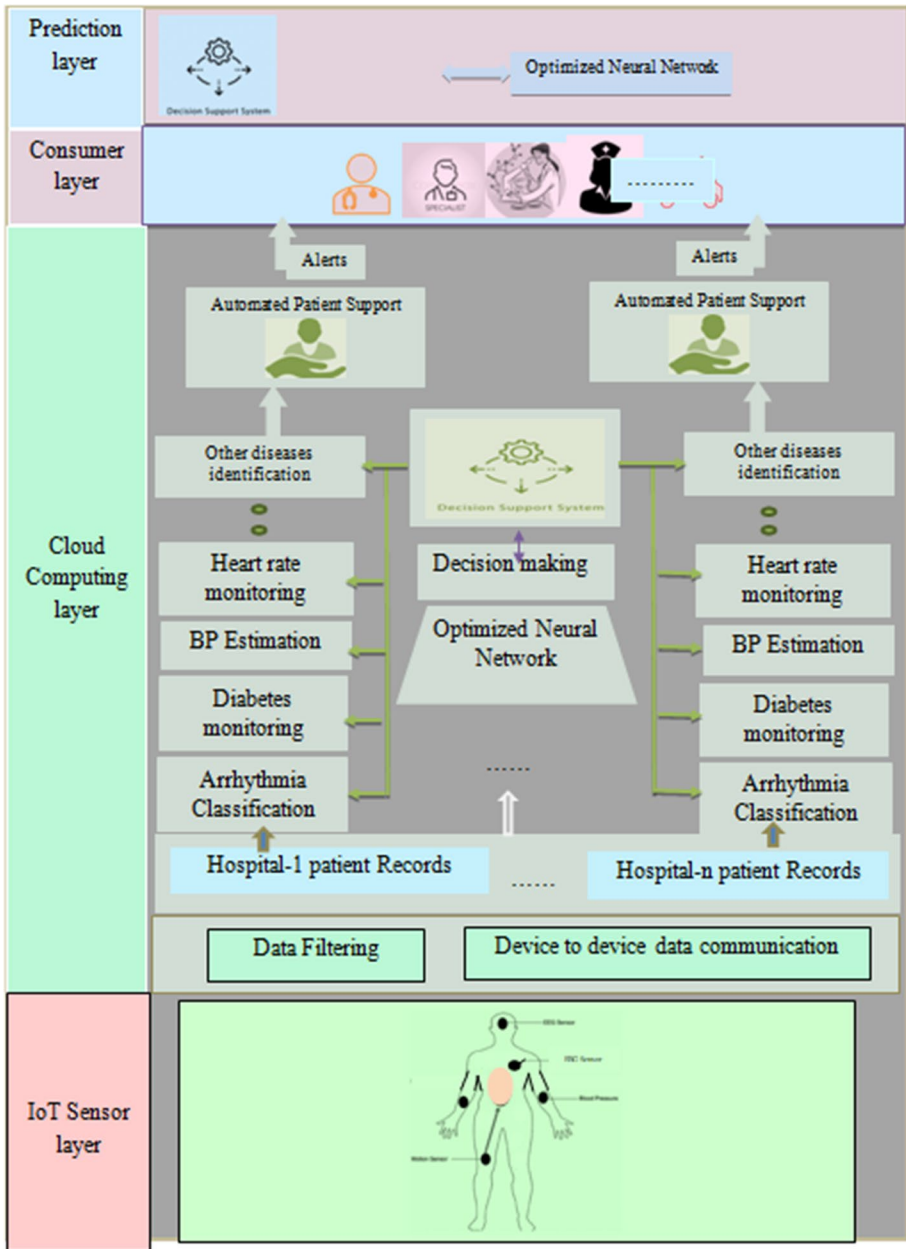 Prediction
layer
Decision Support System
Optimized Neural Network
Consumer
layer
SPECIALIST
.........
Alerts
Alerts
Automated Patient Support
Automated Patient Support
Other diseases
identification
Decision Support System
Other diseases
identification
Cloud
Computing
layer
Heart rate
monitoring
Decision making
Heart rate
monitoring
BP Estimation
Optimized Neural
Network
BP Estimation
Diabetes
monitoring
Diabetes
monitoring
......
Arrhythmia
Classification
Arrhythmia
Classification
Hospital-1 patient Records
......
Hospital-n patient Records
Data Filtering
Device to device data communication
IoT Sensor
layer
Sensor
Sensor
Blood Pressure
Motion Sensor